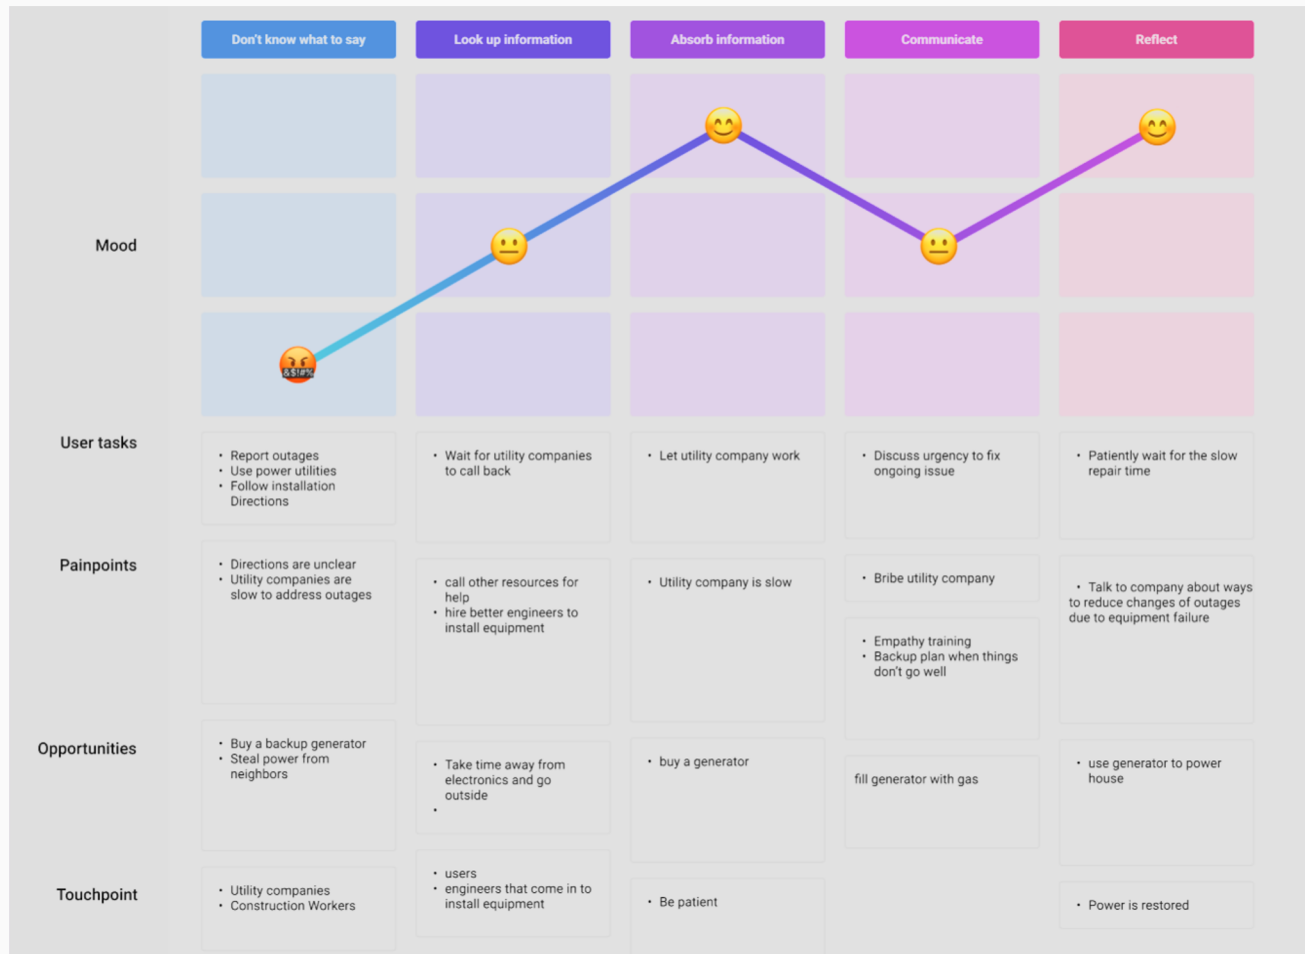 Don't know what to say
Look up information
Absorb information
Communicate
Reflect
Mood
&$!#%
User tasks
• Report outages
• Use power utilities
• Follow installation
Directions
• Wait for utility companies
to call back
• Let utility company work
• Discuss urgency to fix
ongoing issue
• Patiently wait for the slow
repair time
Painpoints
• Directions are unclear
• Utility companies are
slow to address outages
• call other resources for
help
• hire better engineers to
install equipment
• Utility company is slow
• Bribe utility company
• Empathy training
• Backup plan when things
don't go well
• Talk to company about ways
to reduce changes of outages
due to equipment failure
Opportunities
• Buy a backup generator
• Steal power from
neighbors
• Take time away from
electronics and go
outside
•
• buy a generator
fill generator with gas
• use generator to power
house
Touchpoint
• Utility companies
• Construction Workers
• users
• engineers that come in to
install equipment
• Be patient
• Power is restored